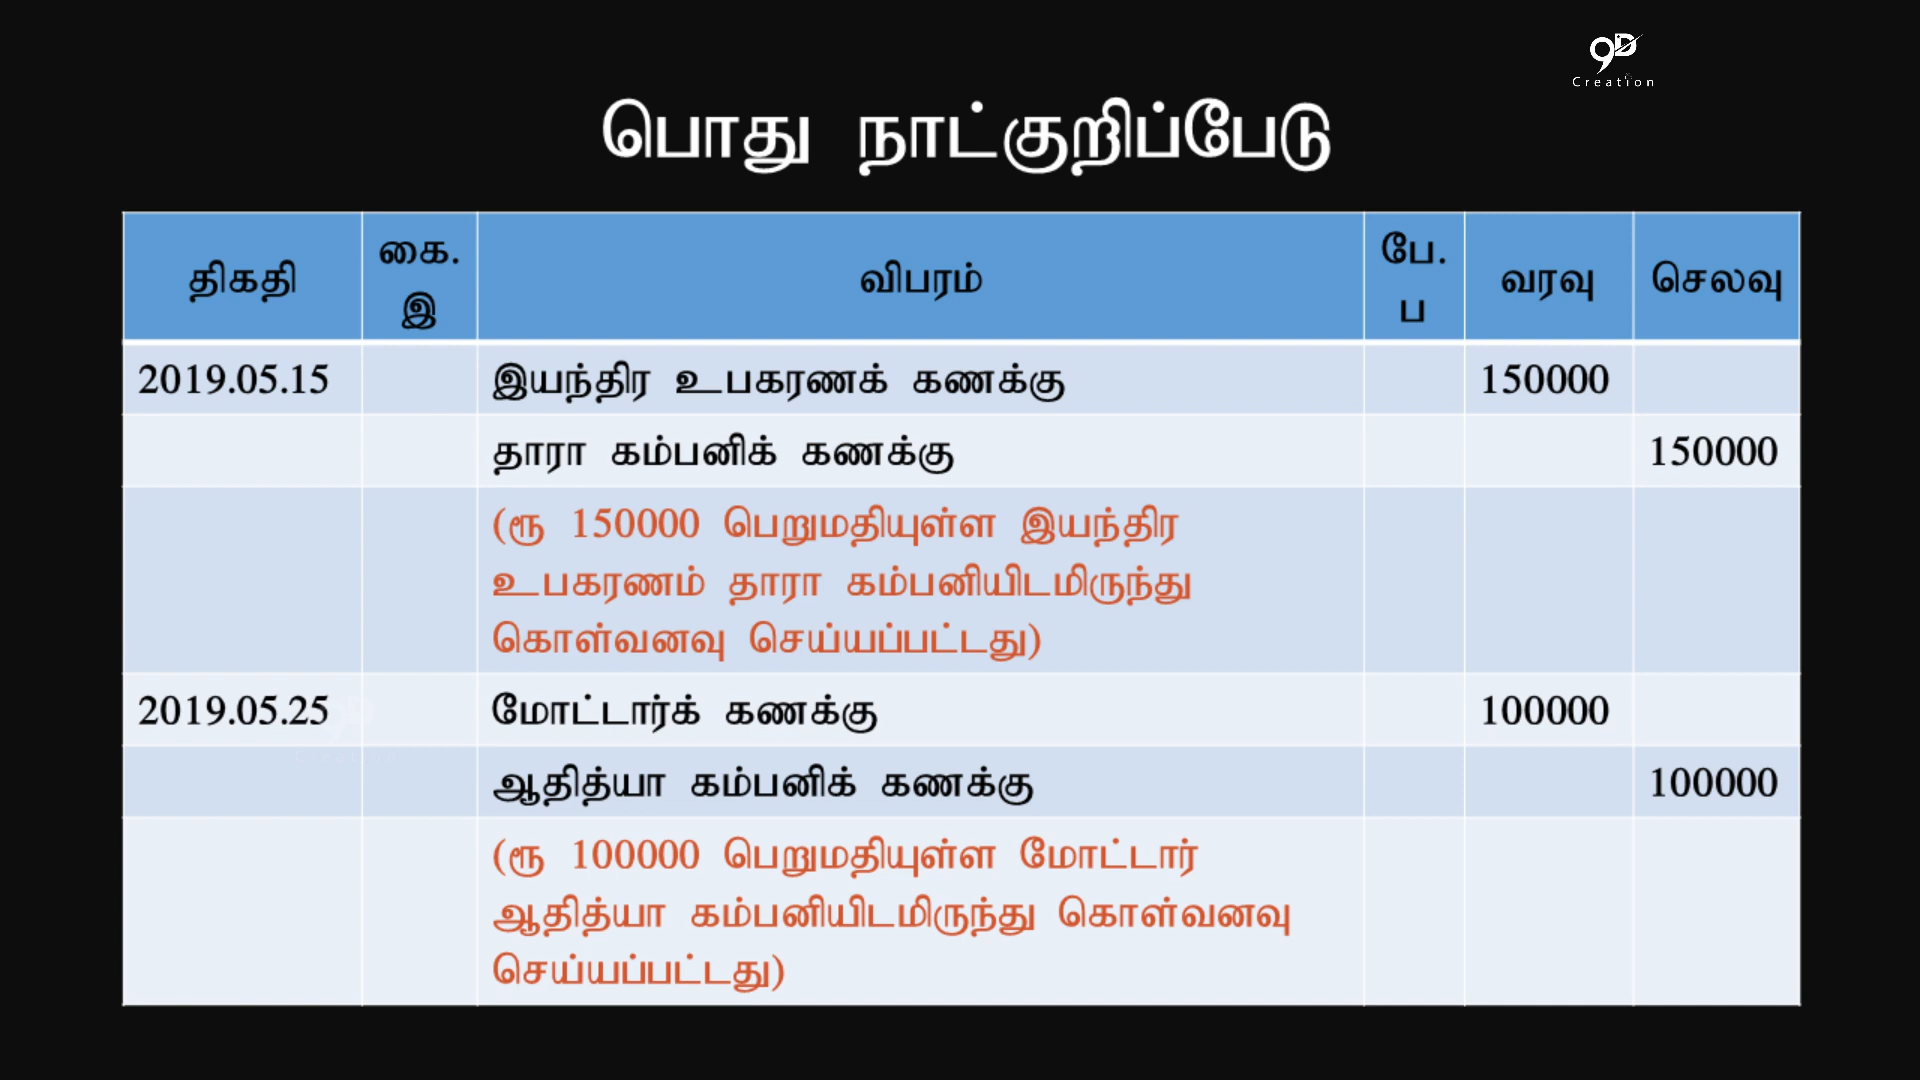 9D
Creation
பொது நாட்குறிப்பேடு
திகதி கை. இ விபரம் பே. ப வரவு செலவு
2019.05.15 இயந்திர உபகரணக் கணக்கு 150000
தாரா கம்பனிக் கணக்கு 150000
(ரூ 150000 பெறுமதியுள்ள இயந்திர
உபகரணம் தாரா கம்பனியிடமிருந்து
கொள்வனவு செய்யப்பட்டது)
2019.05.25 மோட்டார்க் கணக்கு 100000
ஆதித்யா கம்பனிக் கணக்கு 100000
(ரூ 100000 பெறுமதியுள்ள மோட்டார்
ஆதித்யா கம்பனியிடமிருந்து கொள்வனவு
செய்யப்பட்டது)